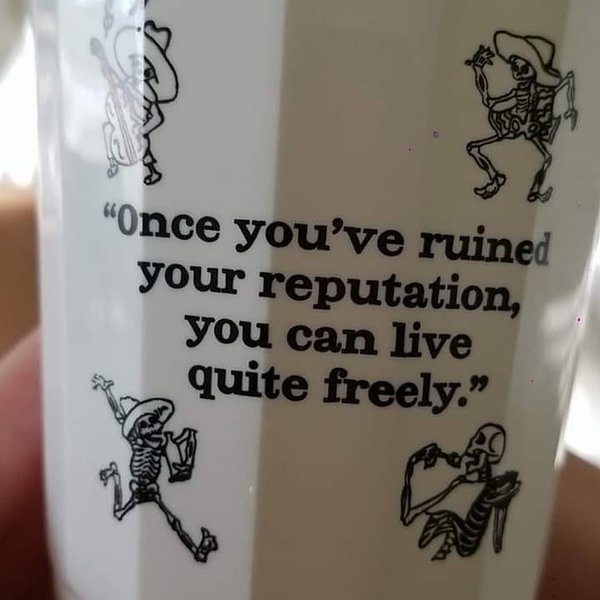 “Once you’ve ruined
your reputation,
you can live
quite freely.”